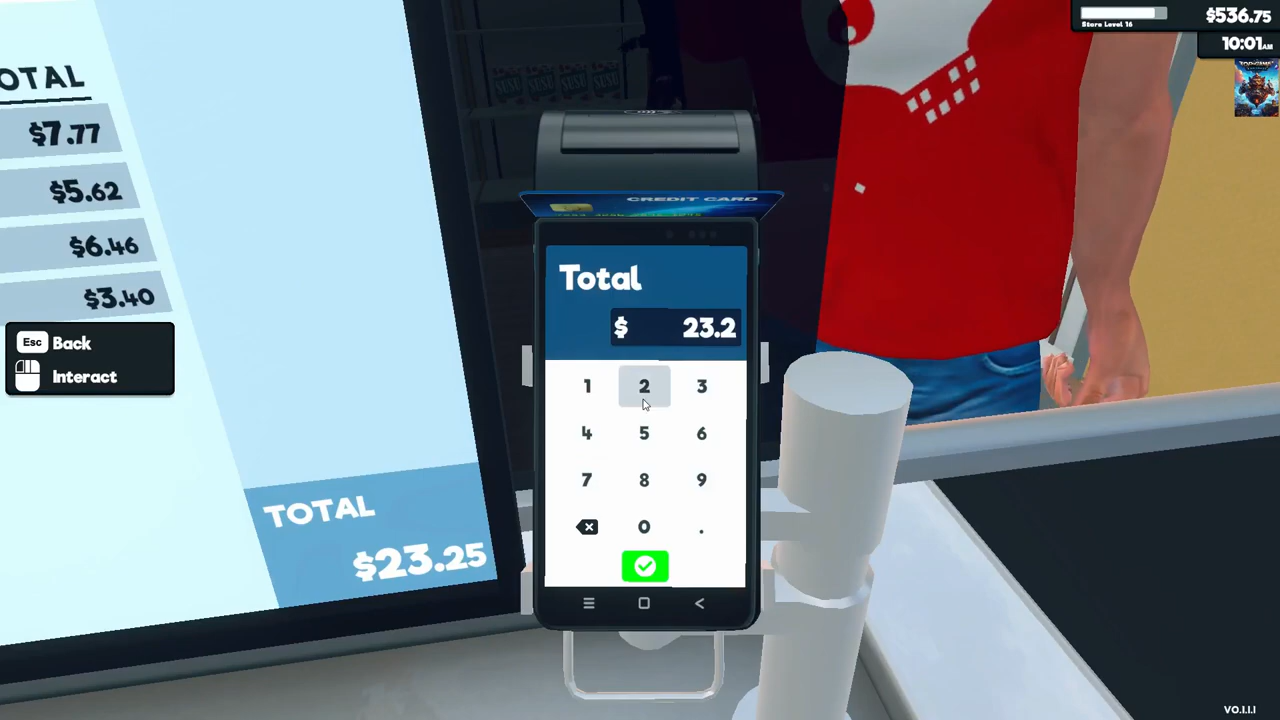 $536.75
Store Level 16
10:01AM
OTAL
$7.77
$5.62
$6.46
$3.40
Esc Back
Interact
TOTAL
$23.25
CREDIT CARD
Total
$ 23.2
1 2 3
4 5 6
7 8 9
0 .
V0.1.1.1